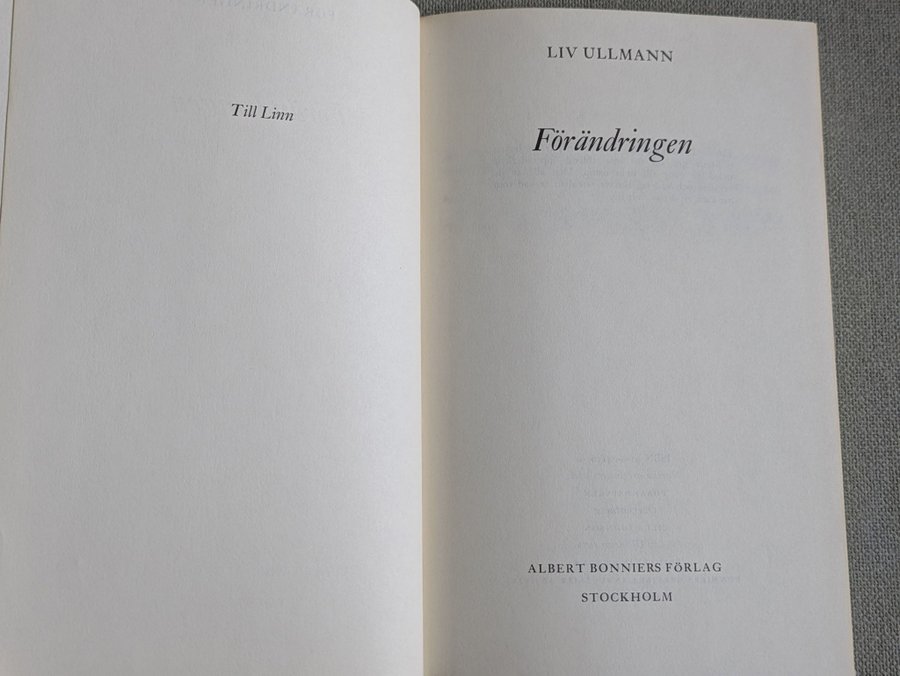 Till Linn
LIV ULLMANN
Förändringen
ALBERT BONNIERS FÖRLAG
STOCKHOLM